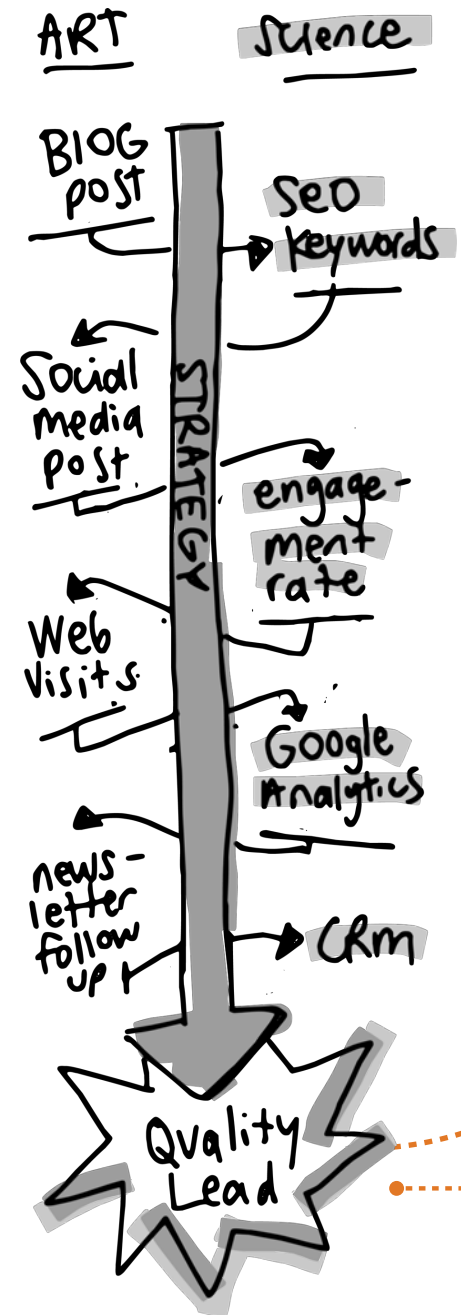 ART
Science
BlOG
post
SEO
keywords
Social
media
post
STRATEGY
engage-
ment
rate
Web
Visits
Google
Analytics
news-
letter
follow
up
CRM
Quality
Lead